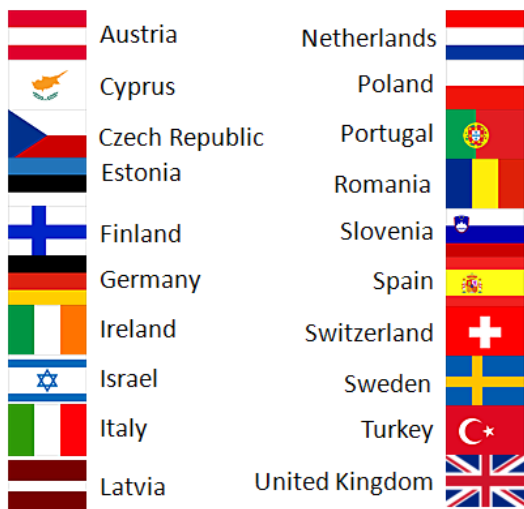 Austria
Cyprus
Czech Republic
Estonia
Finland
Germany
Ireland
Israel
Italy
Latvia
Netherlands
Poland
Portugal
Romania
Slovenia
Spain
Switzerland
Sweden
Turkey
United Kingdom